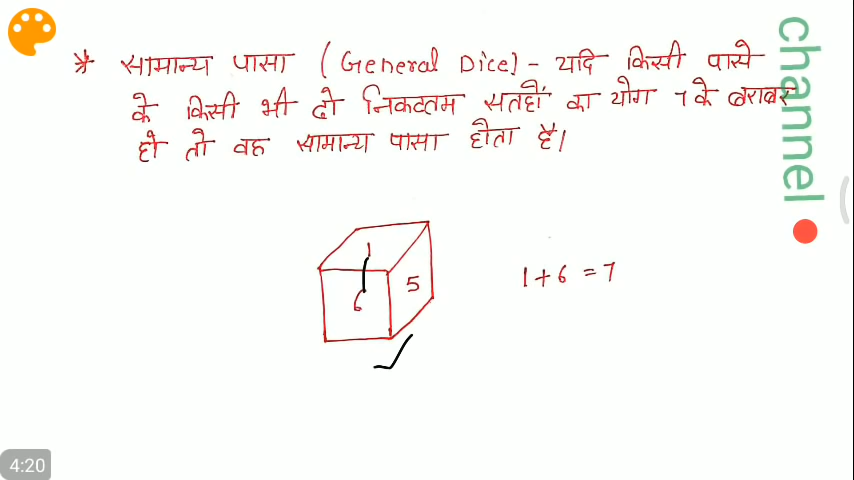 * सामान्य पासा (General Dice) - यदि किसी पासे
के किसी भी दो निकटतम सतहों का योग 7 के बराबर
हो तो वह सामान्य पासा होता है।
1
6
5
1 + 6 = 7
channel
4:20